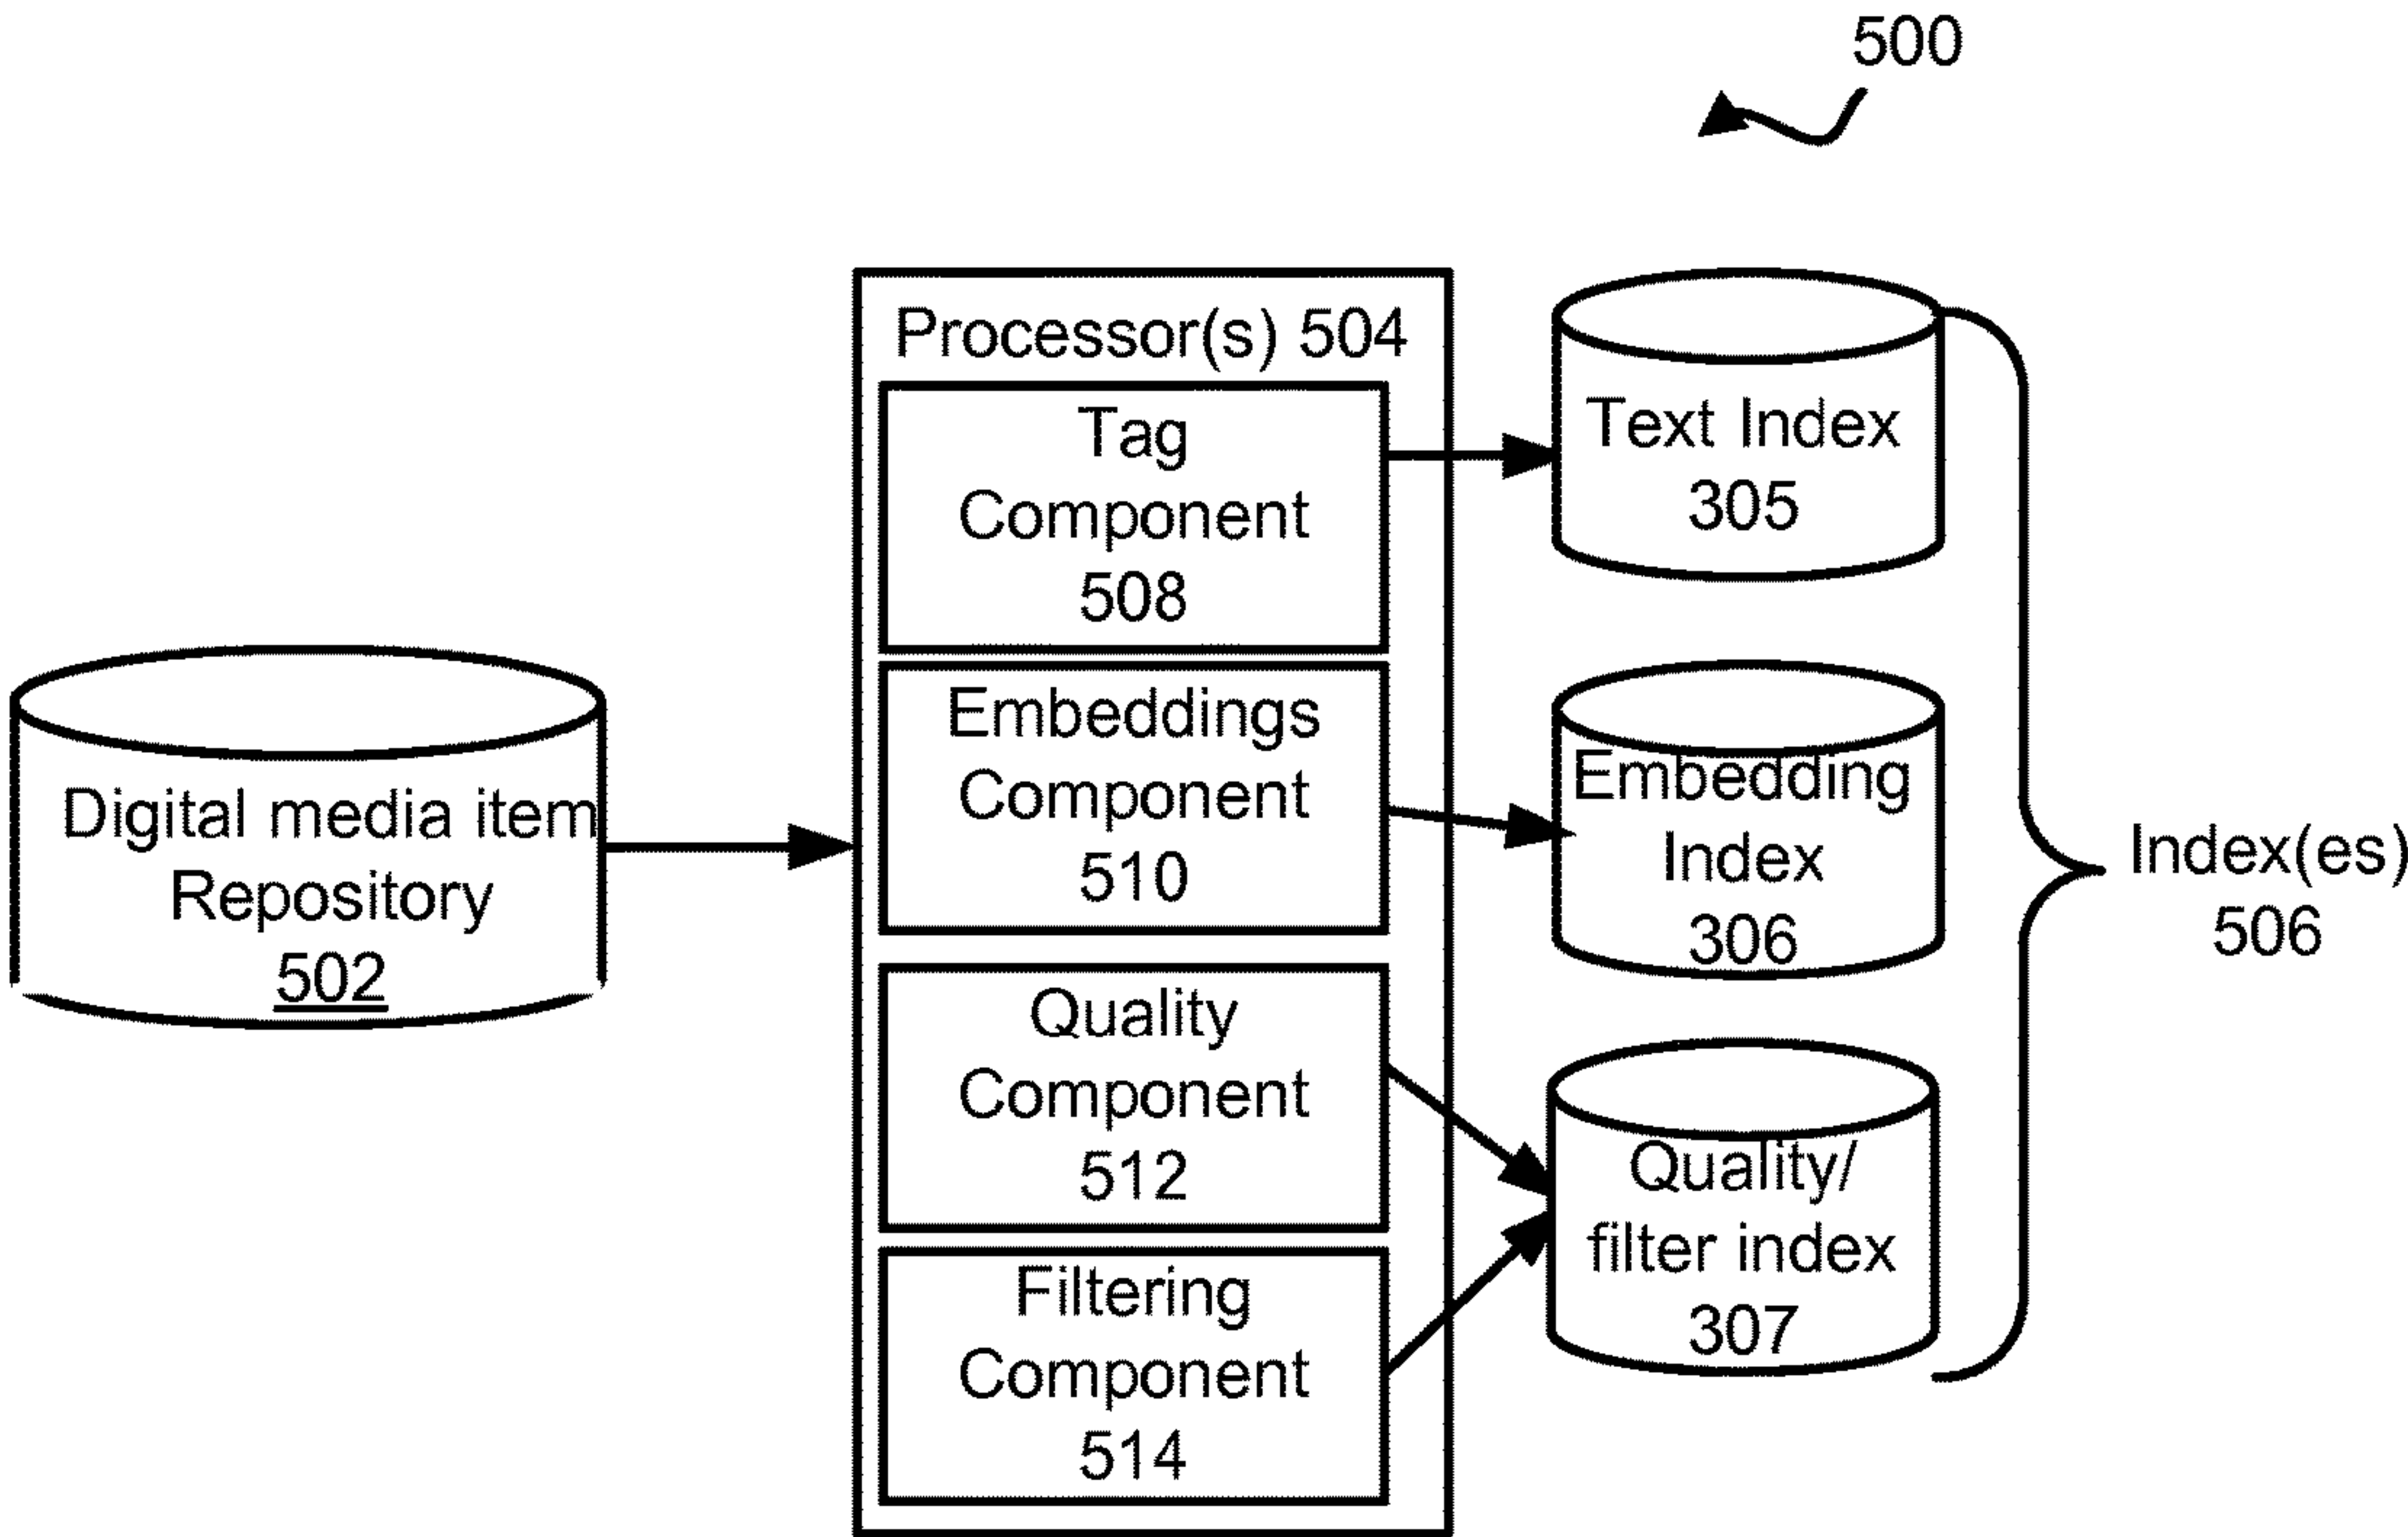 500
Digital media item
Repository
502
Processor(s) 504
Tag
Component
508
Embeddings
Component
510
Quality
Component
512
Filtering
Component
514
Text Index
305
Embedding
Index
306
Quality/
filter index
307
Index(es)
506